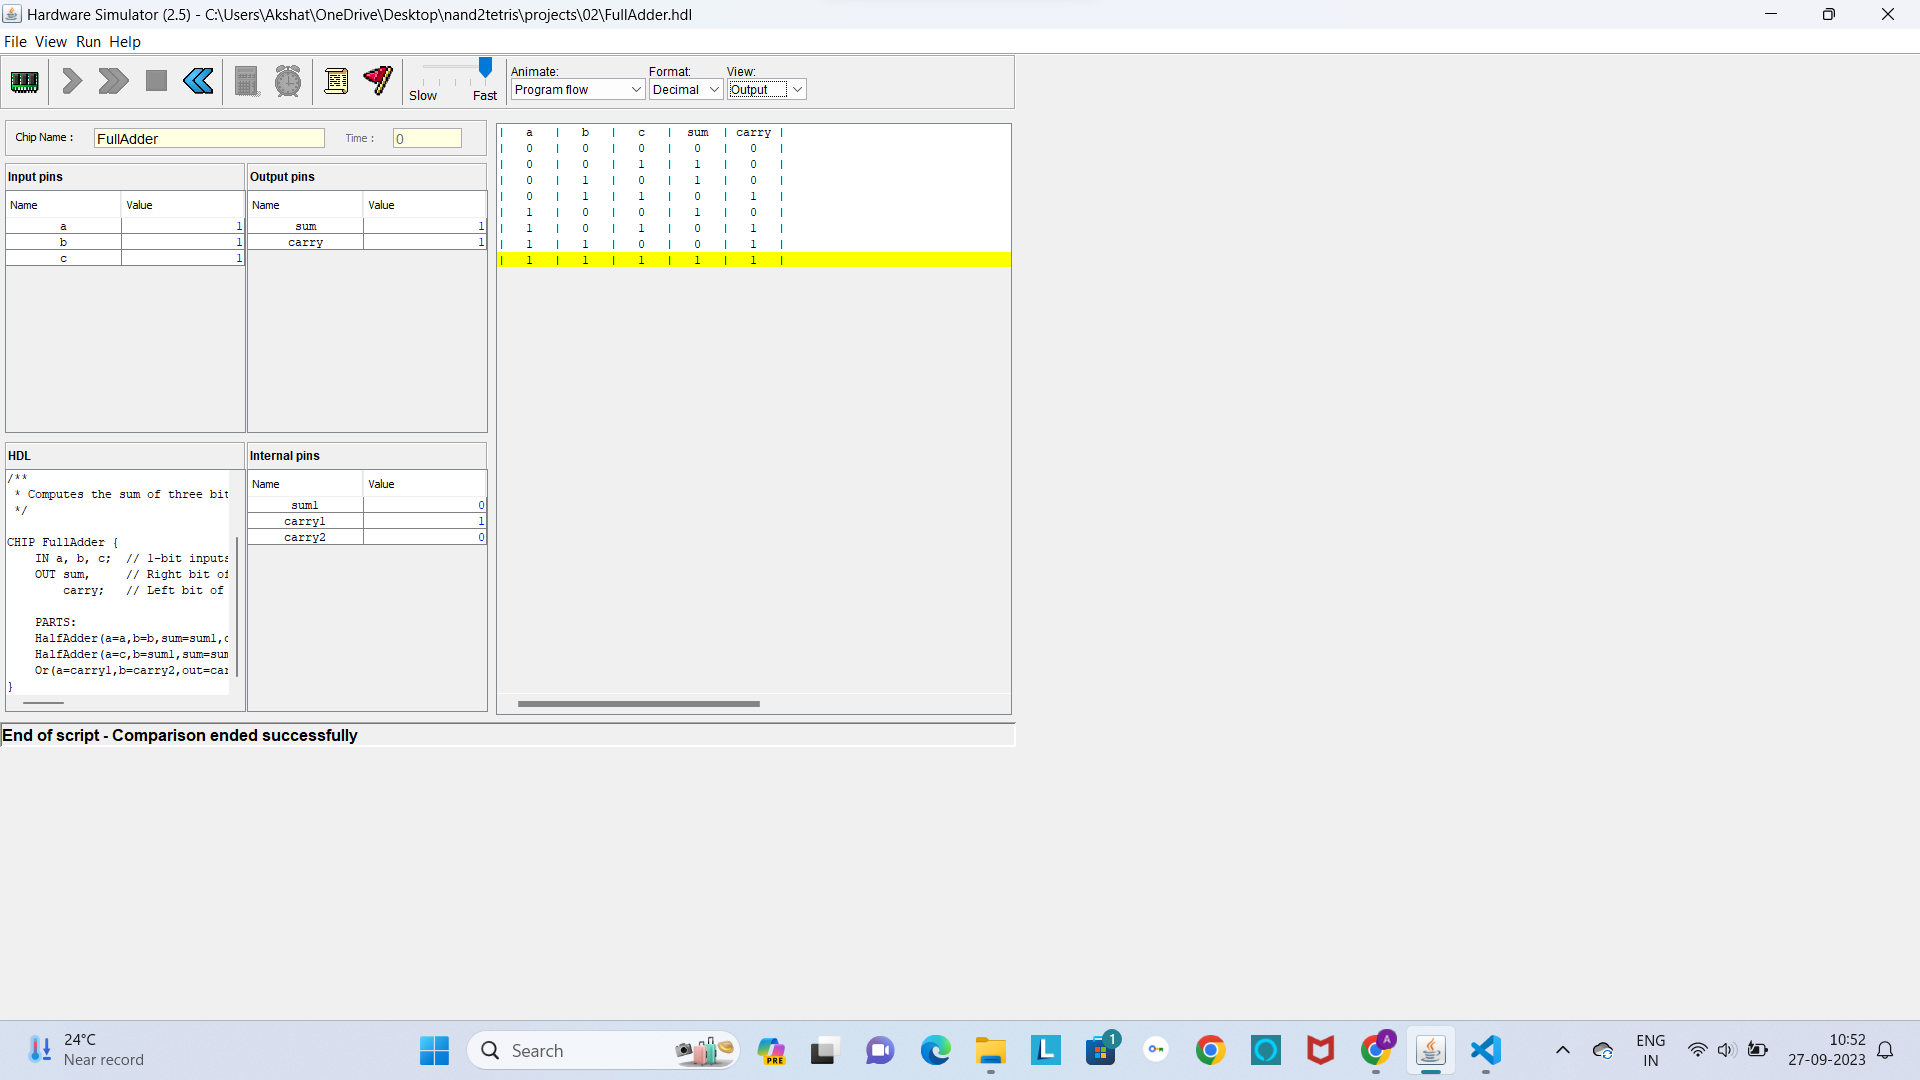 Hardware Simulator (2.5) - C:\Users\Akshat\OneDrive\Desktop\nand2tetris\projects\02\FullAdder.hdl
File View Run Help
Slow Fast
Animate: Format: View:
Program flow Decimal Output
Chip Name : FullAdder Time : 0
Input pins
Name Value
a 1
b 1
c 1
Output pins
Name Value
sum 1
carry 1
| a | b | c | sum | carry |
| 0 | 0 | 0 | 0 | 0 |
| 0 | 0 | 1 | 1 | 0 |
| 0 | 1 | 0 | 1 | 0 |
| 0 | 1 | 1 | 0 | 1 |
| 1 | 0 | 0 | 1 | 0 |
| 1 | 0 | 1 | 0 | 1 |
| 1 | 1 | 0 | 0 | 1 |
| 1 | 1 | 1 | 1 | 1 |
HDL
/**
* Computes the sum of three bit
*/
CHIP FullAdder {
IN a, b, c; // 1-bit inputs
OUT sum, // Right bit of
carry; // Left bit of
PARTS:
HalfAdder(a=a,b=b,sum=sum1,c
HalfAdder(a=c,b=sum1,sum=sum
Or(a=carry1,b=carry2,out=car
}
Internal pins
Name Value
sum1 0
carry1 1
carry2 0
End of script - Comparison ended successfully
24°C
Near record
Search
PRE
L
1
A
ENG
IN
10:52
27-09-2023